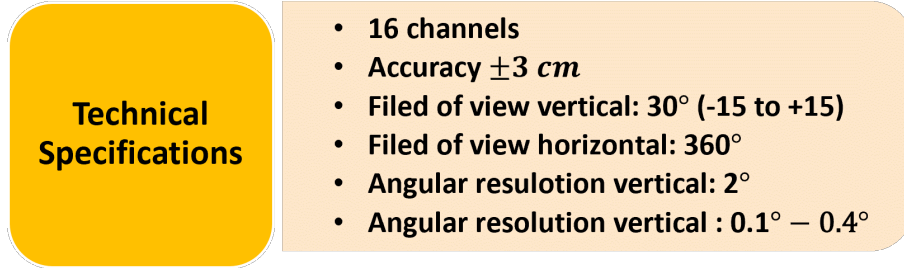 Technical
Specifications
• 16 channels
• Accuracy ±3 cm
• Filed of view vertical: 30° (-15 to +15)
• Filed of view horizontal: 360°
• Angular resulotion vertical: 2°
• Angular resolution vertical : 0.1° − 0.4°